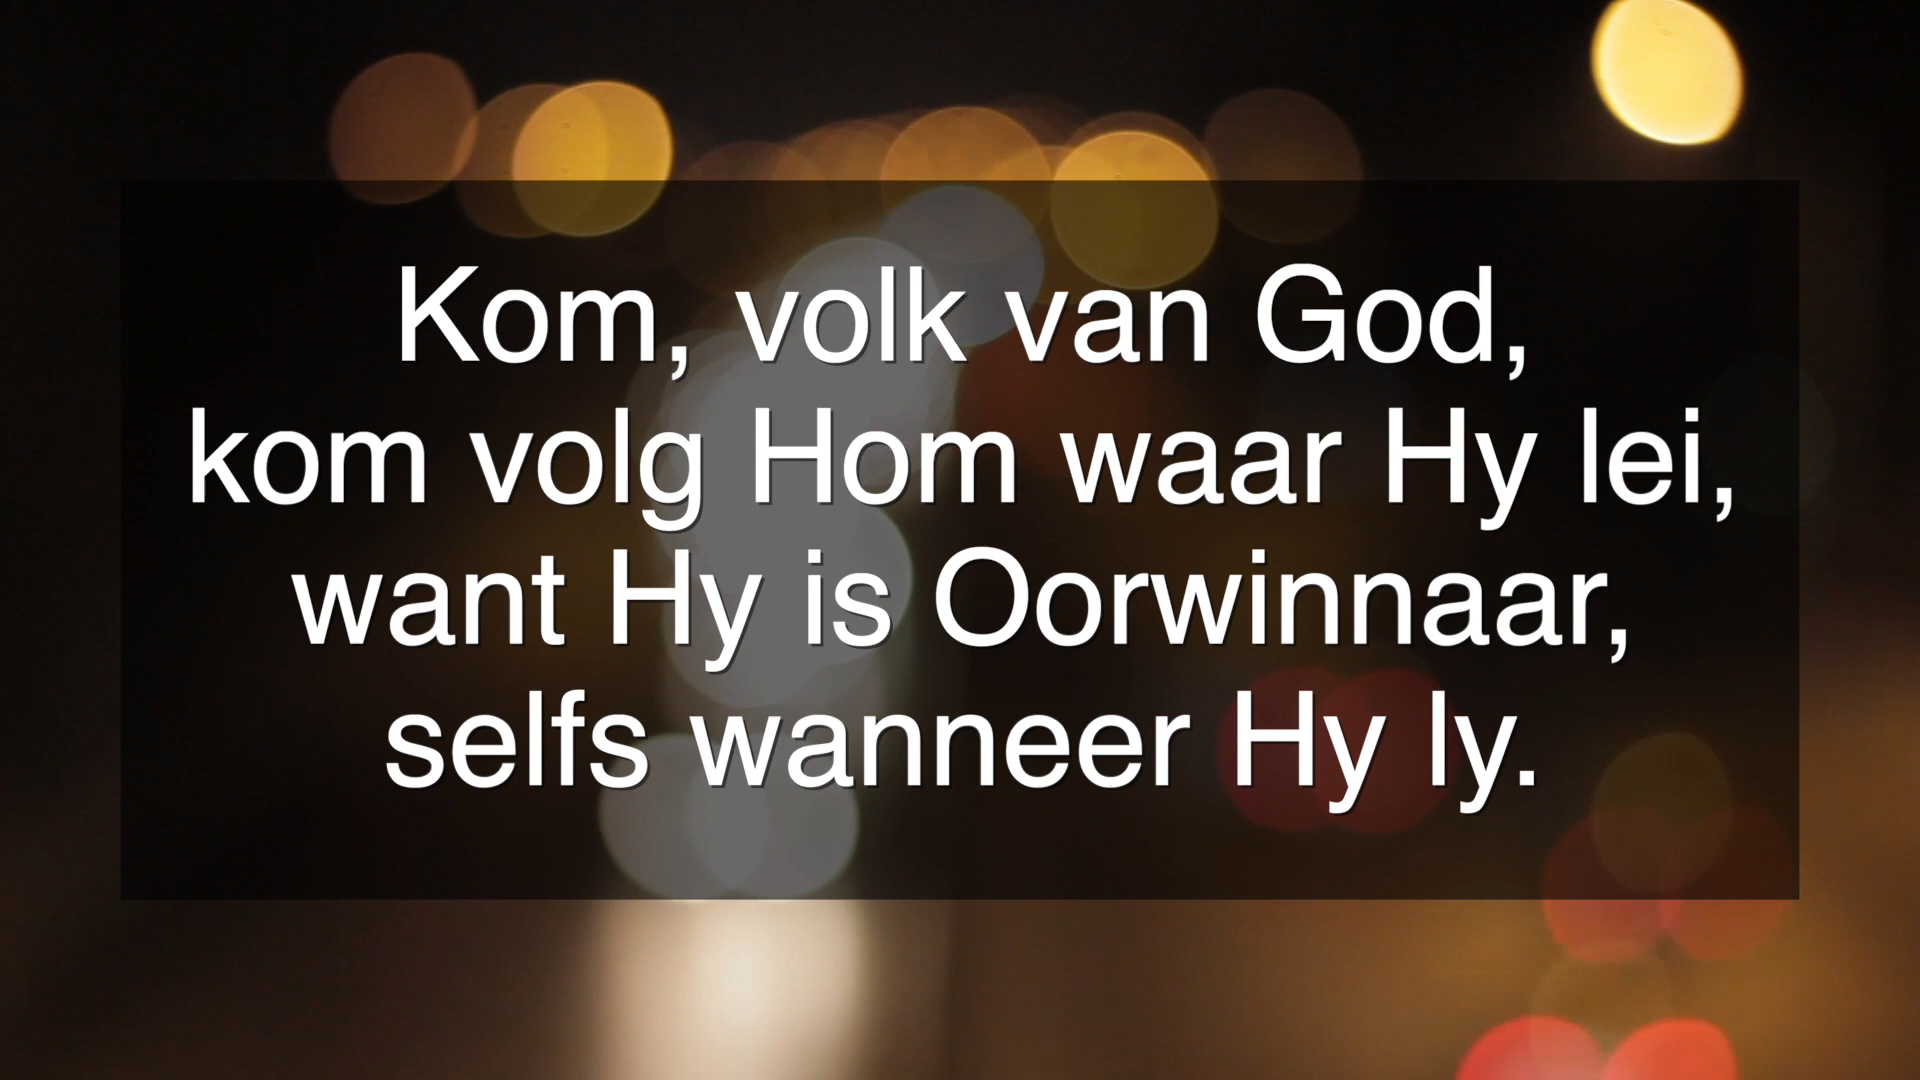 Kom, volk van God,
kom volg Hom waar Hy lei,
want Hy is Oorwinnaar,
selfs wanneer Hy ly.